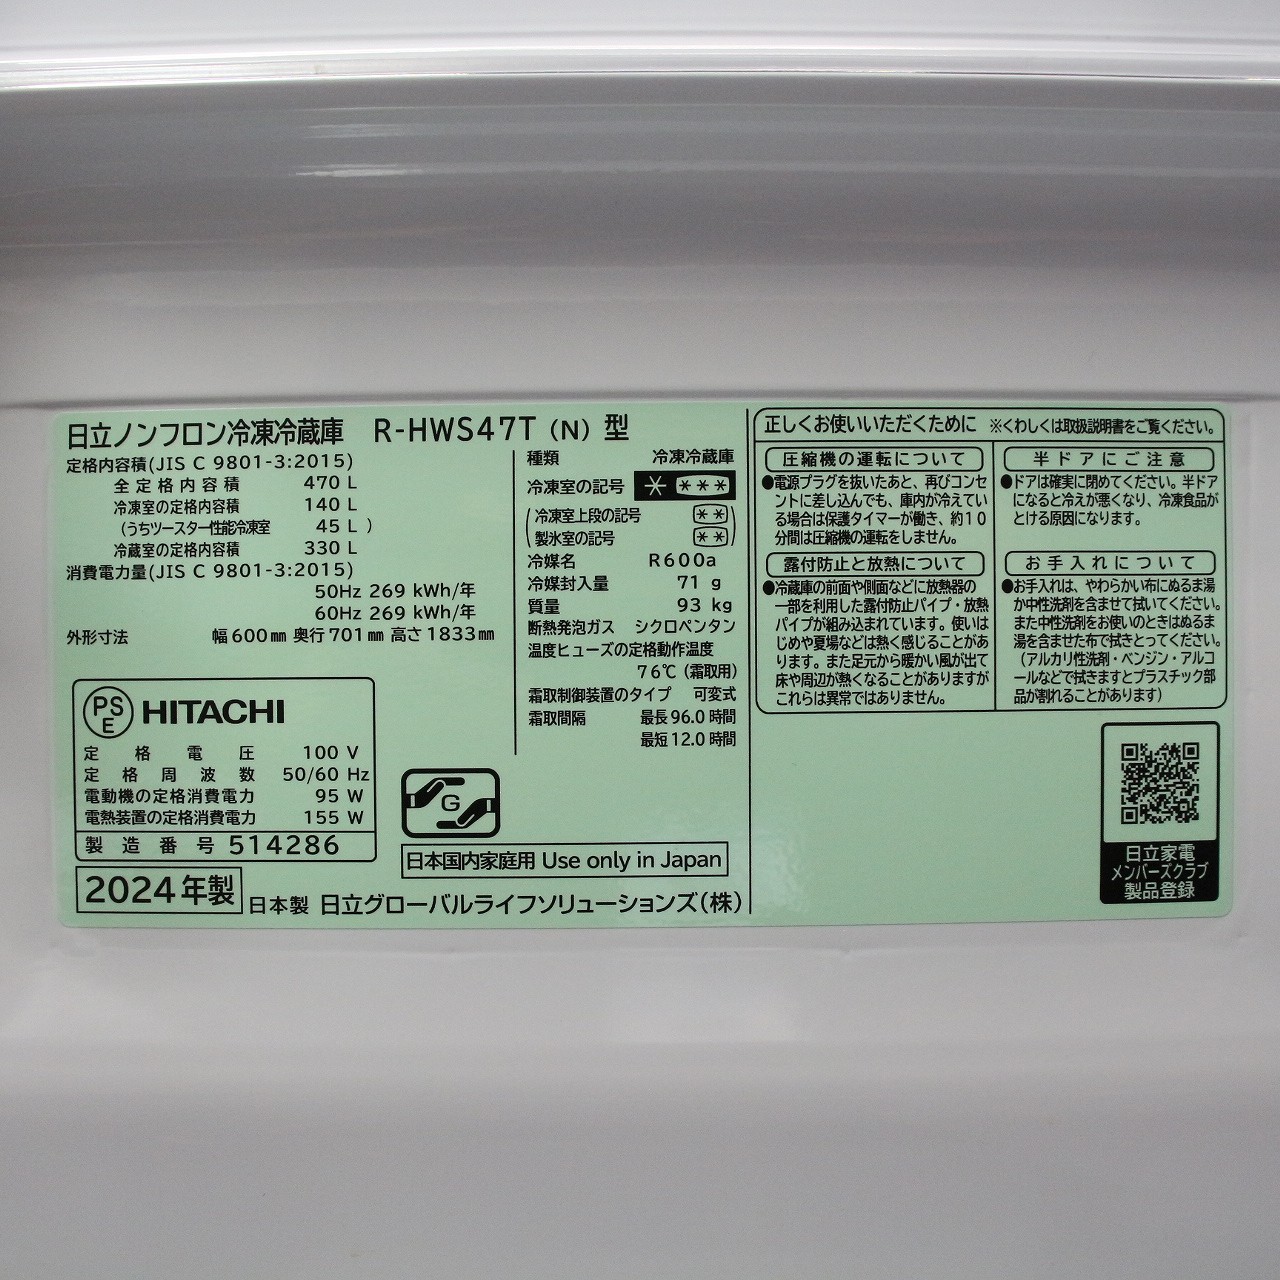 日立ノンフロン冷凍冷蔵庫 R-HWS47T (N) 型
定格内容積(JIS C 9801-3:2015)
全定格内容積 470 L
冷凍室の定格内容積 140 L
(うちツースター性能冷凍室 45 L )
冷蔵室の定格内容積 330 L
消費電力量(JIS C 9801-3:2015)
50Hz 269 kWh/年
60Hz 269 kWh/年
外形寸法 幅600mm 奥行701mm 高さ1833mm
PS
E
HITACHI
定格電圧 100 V
定格周波数 50/60 Hz
電動機の定格消費電力 95 W
電熱装置の定格消費電力 155 W
製造番号 514286
2024年製
日本製 日立グローバルライフソリューションズ(株)
種類 冷凍冷蔵庫
冷凍室の記号 * ***
(冷凍室上段の記号 **
製氷室の記号 **)
冷媒名 R600a
冷媒封入量 71 g
質量 93 kg
断熱発泡ガス シクロペンタン
温度ヒューズの定格動作温度
76℃(霜取用)
霜取制御装置のタイプ 可変式
霜取間隔 最長96.0時間
最短12.0時間
G
日本国内家庭用 Use only in Japan
正しくお使いいただくために ※くわしくは取扱説明書をご覧ください。
圧縮機の運転について
●電源プラグを抜いたあと、再びコンセ
ントに差し込んでも、庫内が冷えてい
る場合は保護タイマーが働き、約10
分間は圧縮機の運転をしません。
露付防止と放熱について
●冷蔵庫の前面や側面などに放熱器の
一部を利用した露付防止パイプ・放熱
パイプが組み込まれています。使いは
じめや夏場などは熱く感じることがあ
ります。また足元から暖かい風が出て
床や周辺が熱くなることがありますが
これらは異常ではありません。
半ドアにご注意
●ドアは確実に閉めてください。半ドア
になると冷えが悪くなり、冷凍食品が
とける原因になります。
お手入れについて
●お手入れは、やわらかい布にぬるま湯
か中性洗剤を含ませて拭いてください。
また中性洗剤をお使いのときはぬるま
湯を含ませた布で拭きとってください。
(アルカリ性洗剤・ベンジン・アルコ
ールなどで拭きますとプラスチック部
品が割れることがあります)
日立家電
メンバーズクラブ
製品登録